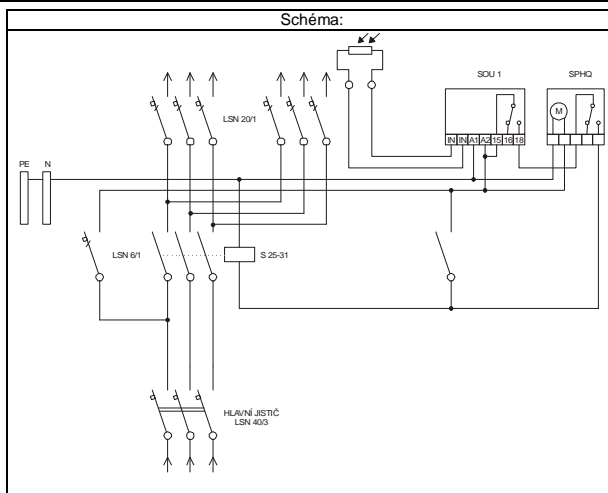 Schéma:
SOU 1
SPHQ
LSN 20/1
M
IN IN A1 A2 15 16 18
PE N
LSN 6/1
S 25-31
HLAVNÍ JISTIČ
LSN 40/3